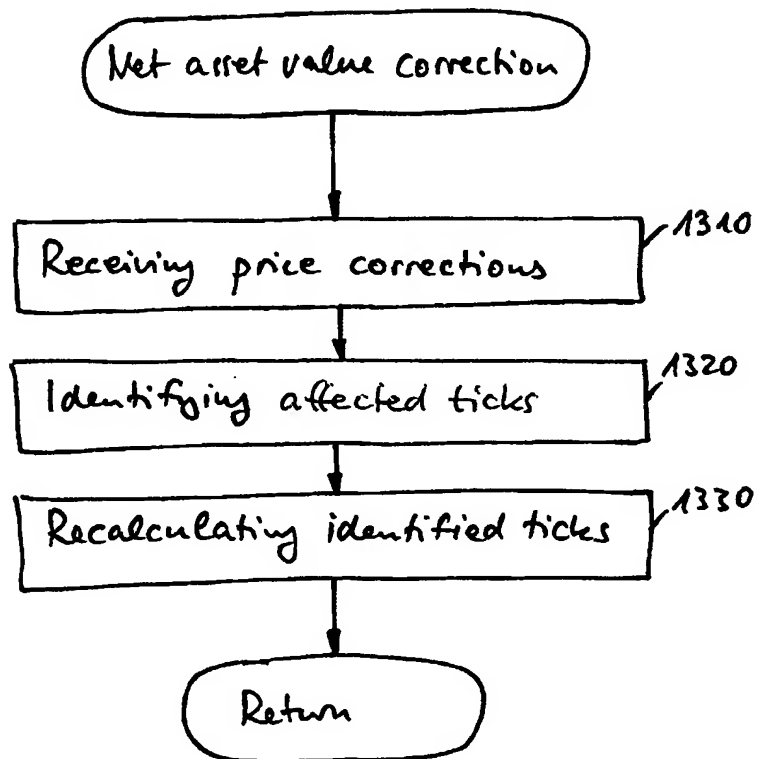 Net asset value correction
1310
Receiving price corrections
1320
Identifying affected ticks
1330
Recalculating identified ticks
Return